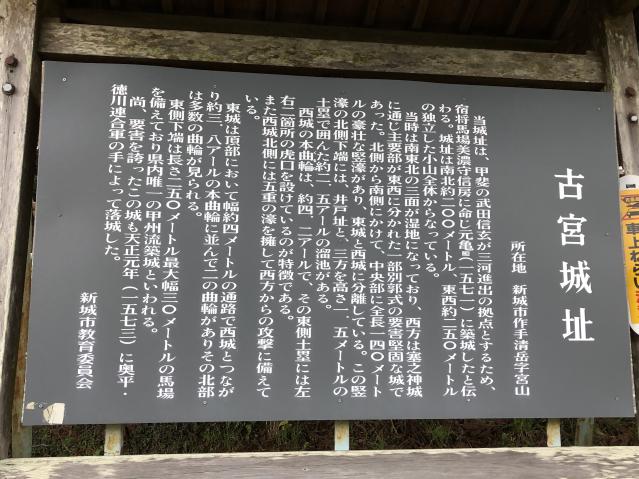 古宮城址
所在地 新城市作手清岳字宮山
当城址は、甲斐の武田信玄が三河進出の拠点とするため、
宿将馬場美濃守信房に命じ元亀二(一五七一)に築城したと伝
わる。城址は南北約二〇〇メートル、東西約二五〇メートル
の独立した小山全体からなっている。
当時は南東北の三面が湿地になっており、西方は塞之神城
に通じ主要部が東西に分かれた一部別郭式の要害堅固な城で
あった。北側から南側にかけて、中央部に全長一四〇メート
ルの豪壮な竪濠があり、東城と西城に分離している。この竪
濠の北側下端には、井戸址と、三方を高さ一、五メートルの
土塁で囲んだ約二、五アールの溜池がある。
西城の本曲輪は、約四、二アールで、その東側土塁には左
右二箇所の虎口を設けているのが特徴である。
また西城北側には五重の濠を擁して西方からの攻撃に備えて
いる。
東城は頂部において幅約四メートルの通路で西城とつなが
り約三、八アールの本曲輪に並んで二の曲輪がありその北部
は多数の曲輪が見られる。
東側下端は長さ二五〇メートル最大幅三〇メートルの馬場
を備えており県内唯一の甲州流築城といわれる。
尚、要害を誇ったこの城も天正元年(一五七三)に奥平・
徳川連合軍の手によって落城した。
新城市教育委員会